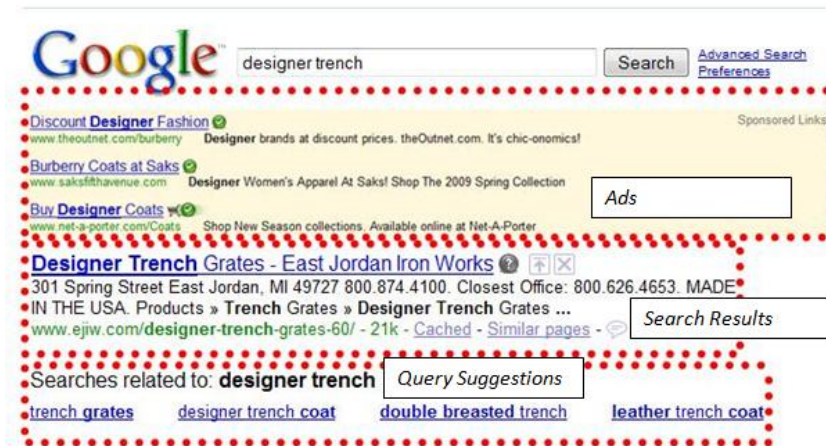 Google™ designer trench Search Advanced Search
Preferences
Discount Designer Fashion
Sponsored Links
www.theoutnet.com/burberry Designer brands at discount prices. theOutnet.com. It's chic-onomics!
Burberry Coats at Saks
www.saksfifthavenue.com Designer Women's Apparel At Saks! Shop The 2009 Spring Collection
Ads
Buy Designer Coats
www.net-a-porter.com/Coats Shop New Season collections. Available online at Net-A-Porter
Designer Trench Grates - East Jordan Iron Works
301 Spring Street East Jordan, MI 49727 800.874.4100. Closest Office: 800.626.4653. MADE
IN THE USA. Products » Trench Grates » Designer Trench Grates ...
www.ejiw.com/designer-trench-grates-60/ - 21k - Cached - Similar pages -
Search Results
Searches related to: designer trench
Query Suggestions
trench grates designer trench coat double breasted trench leather trench coat